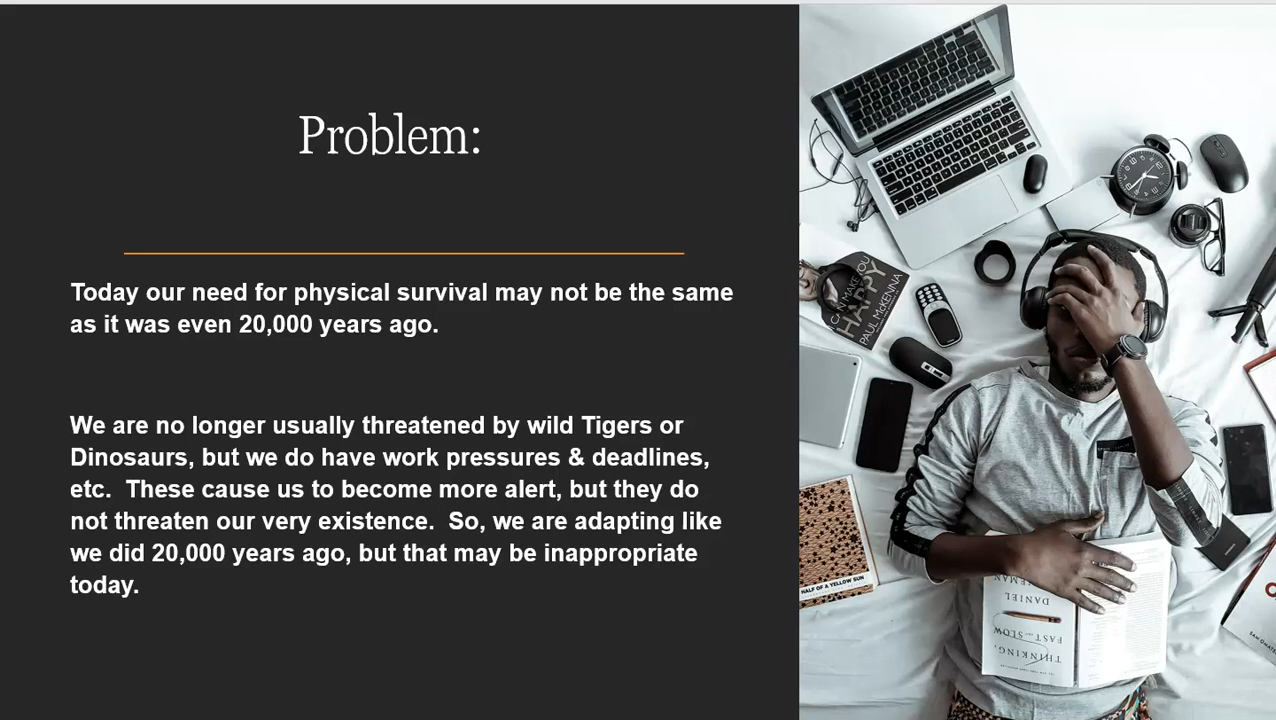 Problem:
Today our need for physical survival may not be the same
as it was even 20,000 years ago.
We are no longer usually threatened by wild Tigers or
Dinosaurs, but we do have work pressures & deadlines,
etc.  These cause us to become more alert, but they do
not threaten our very existence.  So, we are adapting like
we did 20,000 years ago, but that may be inappropriate
today.
I CAN MAKE YOU
HAPPY
PAUL McKENNA
HALF OF A YELLOW SUN
THINKING,
FAST AND SLOW
DANIEL